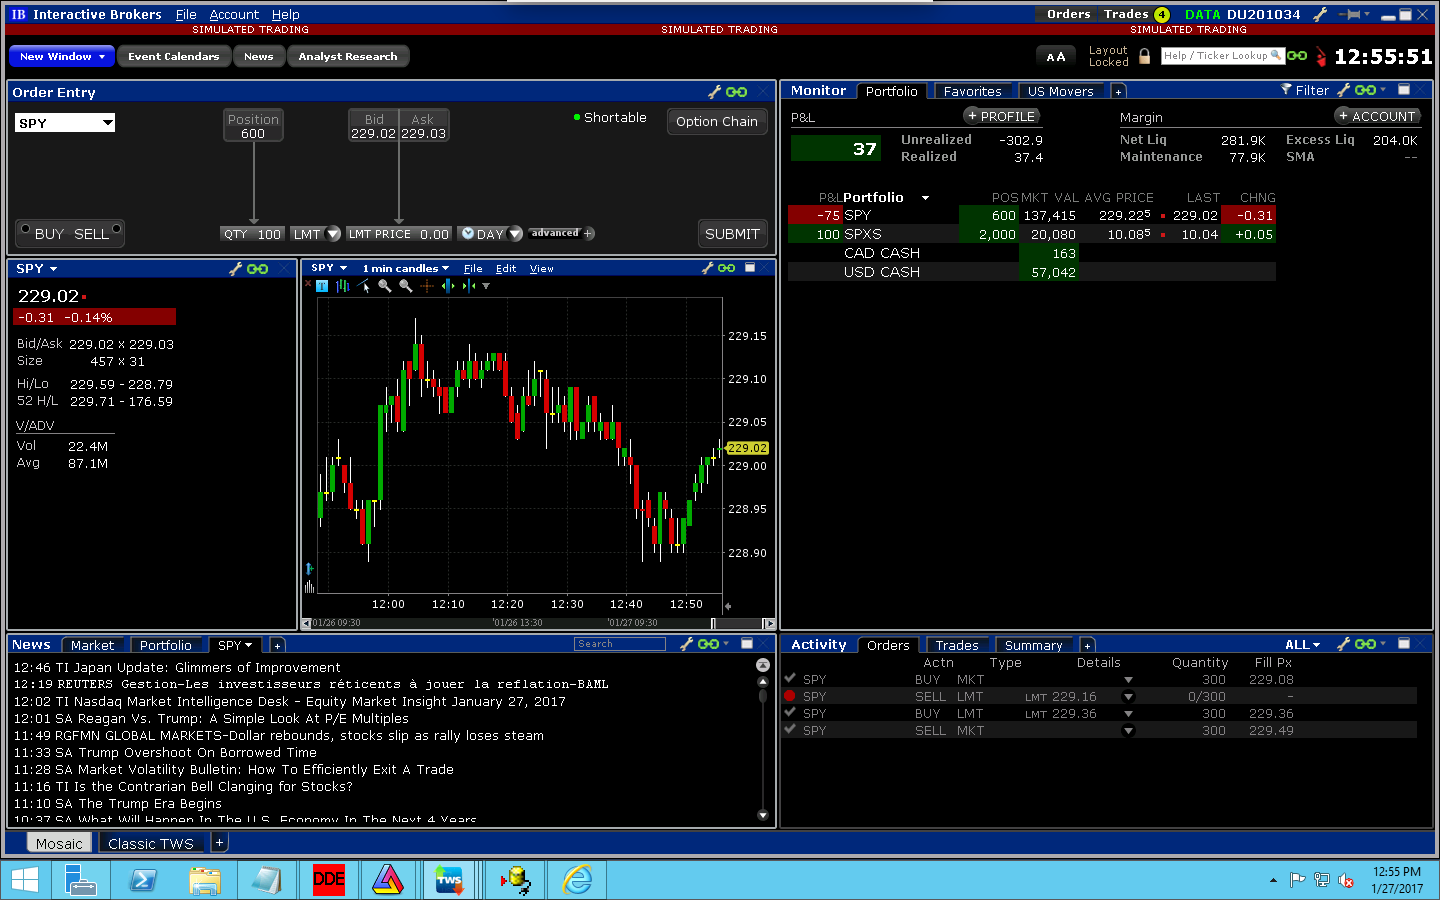 IB Interactive Brokers File Account Help Orders Trades 4 DATA DU201034
SIMULATED TRADING SIMULATED TRADING SIMULATED TRADING
New Window Event Calendars News Analyst Research A A Layout Locked Help / Ticker Lookup 12:55:51
Order Entry
SPY
Position
600
Bid Ask
229.02 229.03
Shortable
Option Chain
BUY SELL QTY 100 LMT LMT PRICE 0.00 DAY advanced + SUBMIT
Monitor Portfolio Favorites US Movers + Filter
P&L + PROFILE Margin + ACCOUNT
37
Unrealized -302.9 Net Liq 281.9K Excess Liq 204.0K
Realized 37.4 Maintenance 77.9K SMA --
P&L Portfolio POS MKT VAL AVG PRICE LAST CHNG
-75 SPY 600 137,415 229.225 229.02 -0.31
100 SPXS 2,000 20,080 10.085 10.04 +0.05
CAD CASH 163
USD CASH 57,042
SPY
229.02
-0.31 -0.14%
Bid/Ask 229.02 x 229.03
Size 457 x 31
Hi/Lo 229.59 - 228.79
52 H/L 229.71 - 176.59
V/ADV
Vol 22.4M
Avg 87.1M
SPY 1 min candles File Edit View
T
229.15
229.10
229.05
229.02
229.00
228.95
228.90
12:00 12:10 12:20 12:30 12:40 12:50
'01/26 09:30 '01/26 13:30 '01/27 09:30
News Market Portfolio SPY + Search
12:46 TI Japan Update: Glimmers of Improvement
12:19 REUTERS Gestion-Les investisseurs réticents à jouer la reflation-BAML
12:02 TI Nasdaq Market Intelligence Desk - Equity Market Insight January 27, 2017
12:01 SA Reagan Vs. Trump: A Simple Look At P/E Multiples
11:49 RGFMN GLOBAL MARKETS-Dollar rebounds, stocks slip as rally loses steam
11:33 SA Trump Overshoot On Borrowed Time
11:28 SA Market Volatility Bulletin: How To Efficiently Exit A Trade
11:16 TI Is the Contrarian Bell Clanging for Stocks?
11:10 SA The Trump Era Begins
10:37 SA What Will Happen In The U.S. Economy In The Next 4 Years
Activity Orders Trades Summary + ALL
Actn Type Details Quantity Fill Px
SPY BUY MKT 300 229.08
SPY SELL LMT LMT 229.16 0/300 -
SPY BUY LMT LMT 229.36 300 229.36
SPY SELL MKT 300 229.49
Mosaic Classic TWS +
DDE TWS
12:55 PM
1/27/2017